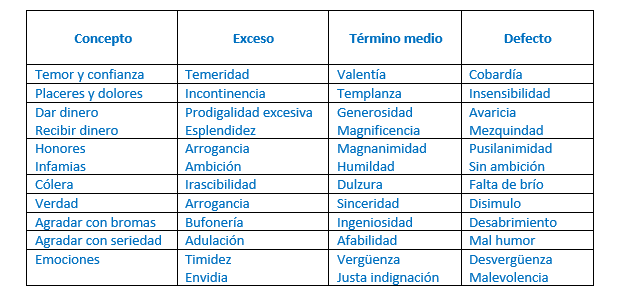 Concepto Exceso Término medio Defecto
Temor y confianza Temeridad Valentía Cobardía
Placeres y dolores Incontinencia Templanza Insensibilidad
Dar dinero Prodigalidad excesiva Generosidad Avaricia
Recibir dinero Esplendidez Magnificencia Mezquindad
Honores Arrogancia Magnanimidad Pusilanimidad
Infamias Ambición Humildad Sin ambición
Cólera Irascibilidad Dulzura Falta de brío
Verdad Arrogancia Sinceridad Disimulo
Agradar con bromas Bufonería Ingeniosidad Desabrimiento
Agradar con seriedad Adulación Afabilidad Mal humor
Emociones Timidez Vergüenza Desvergüenza
Envidia Justa indignación Malevolencia